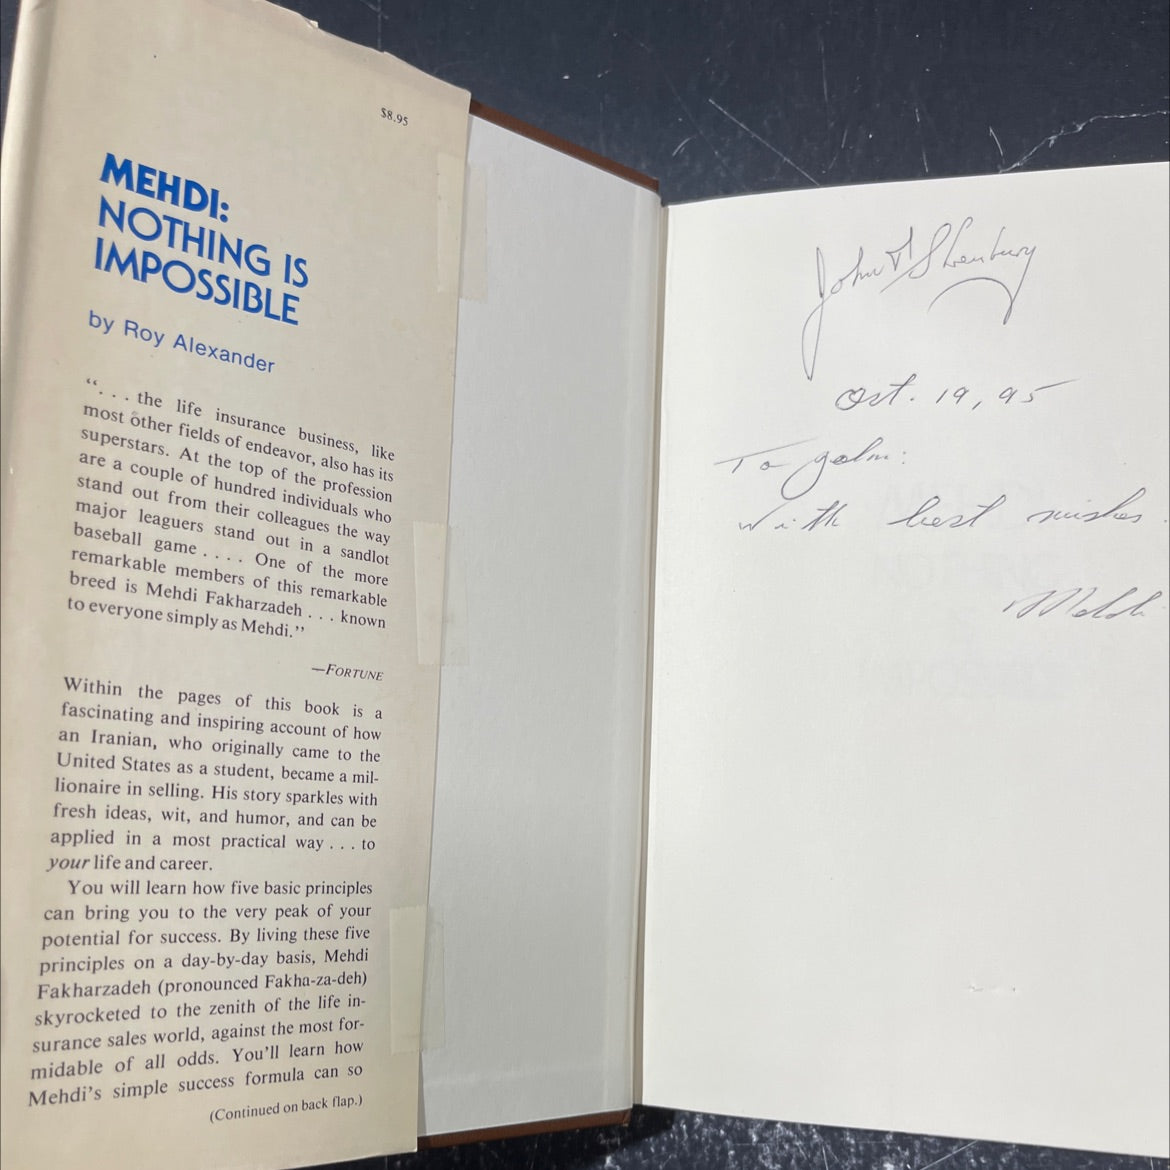 $8.95
MEHDI:
NOTHING IS
IMPOSSIBLE
by Roy Alexander
“. . . the life insurance business, like
most other fields of endeavor, also has its
superstars. At the top of the profession
are a couple of hundred individuals who
stand out from their colleagues the way
major leaguers stand out in a sandlot
baseball game . . . . One of the more
remarkable members of this remarkable
breed is Mehdi Fakharzadeh . . . known
to everyone simply as Mehdi.”
—FORTUNE
Within the pages of this book is a
fascinating and inspiring account of how
an Iranian, who originally came to the
United States as a student, became a mil-
lionaire in selling. His story sparkles with
fresh ideas, wit, and humor, and can be
applied in a most practical way . . . to
your life and career.
You will learn how five basic principles
can bring you to the very peak of your
potential for success. By living these five
principles on a day-by-day basis, Mehdi
Fakharzadeh (pronounced Fakha-za-deh)
skyrocketed to the zenith of the life in-
surance sales world, against the most for-
midable of all odds. You’ll learn how
Mehdi’s simple success formula can so
(Continued on back flap.)
John
Oct. 19, 95
To John:
with best wishes.
Mehdi